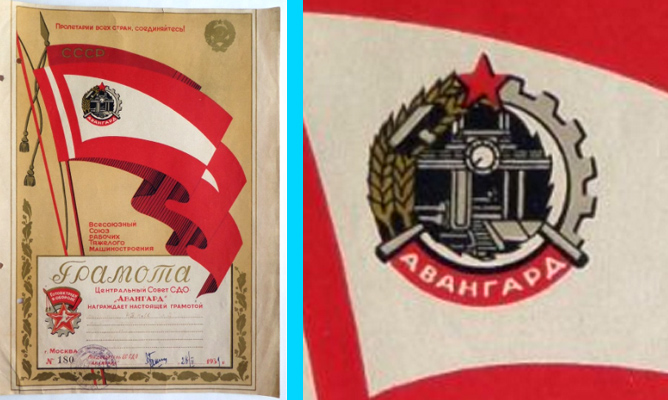 Пролетарии всех стран, соединяйтесь!
СССР
АВАНГАРД
Всесоюзный
Союз
рабочих
Тяжелого
Машиностроения
Грамота
Центральный Совет СДО
"Авангард"
НАГРАЖДАЕТ НАСТОЯЩЕЙ ГРАМОТОЙ
г. Москва
№ 180
АВАНГАРД